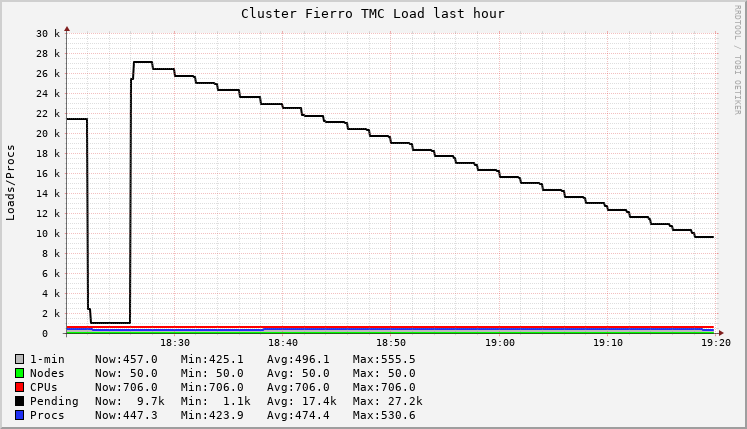 Cluster Fierro TMC Load last hour
RRDTOOL / TOBI OETIKER
Loads/Procs
30 k
28 k
26 k
24 k
22 k
20 k
18 k
16 k
14 k
12 k
10 k
8 k
6 k
4 k
2 k
0
18:30 18:40 18:50 19:00 19:10 19:20
1-min Now:457.0 Min:425.1 Avg:496.1 Max:555.5
Nodes Now: 50.0 Min: 50.0 Avg: 50.0 Max: 50.0
CPUs Now:706.0 Min:706.0 Avg:706.0 Max:706.0
Pending Now: 9.7k Min: 1.1k Avg: 17.4k Max: 27.2k
Procs Now:447.3 Min:423.9 Avg:474.4 Max:530.6